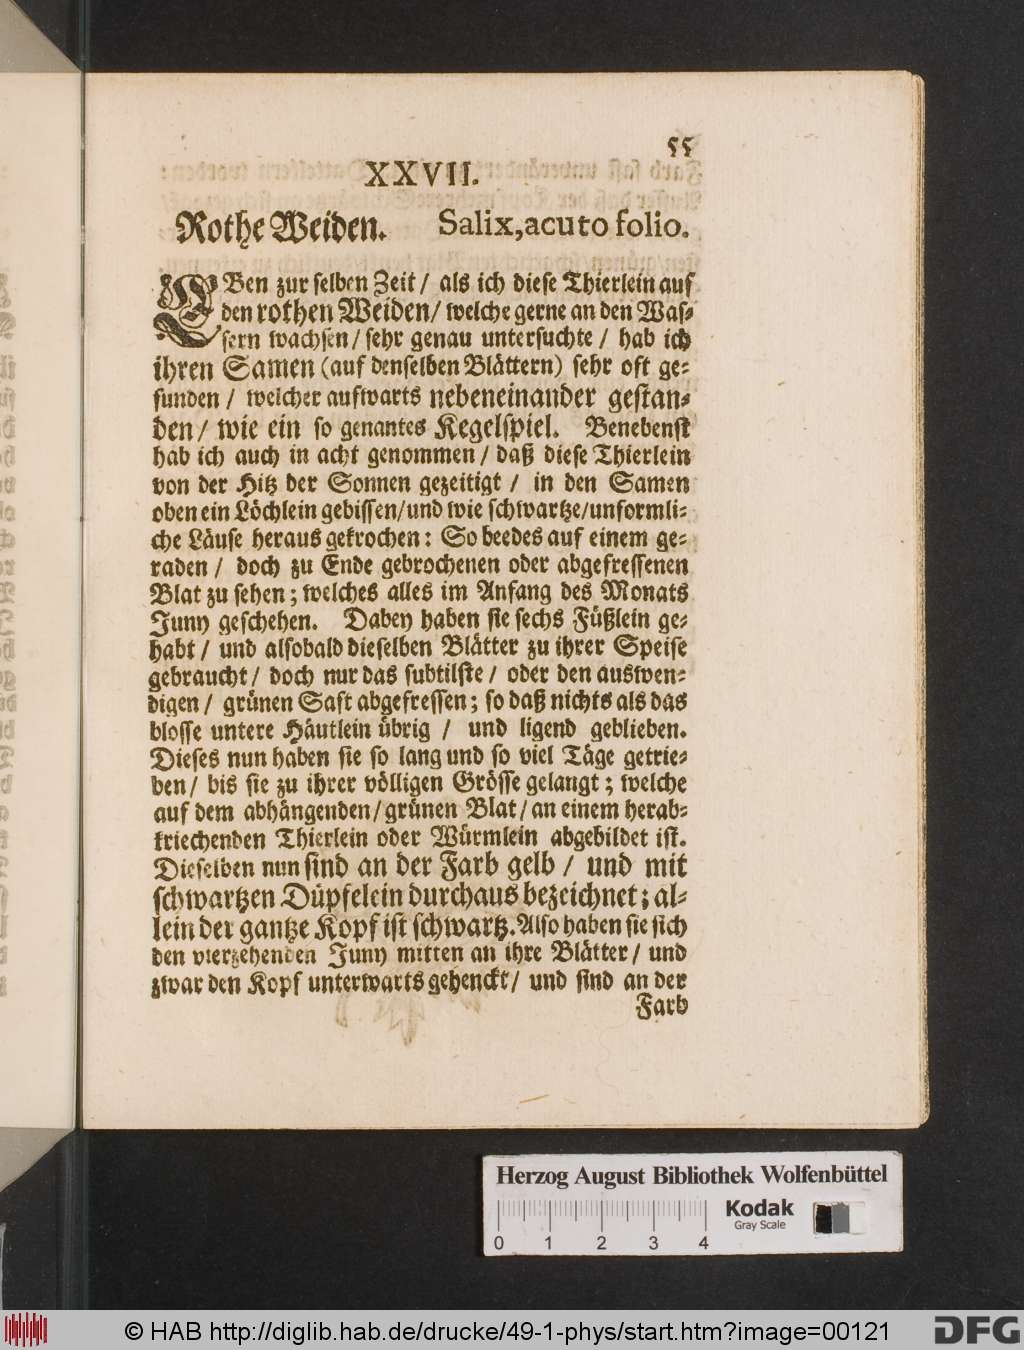 55
XXVII.
Rothe Weiden. Salix, acuto folio.
EBen zur selben Zeit / als ich diese Thierlein auf
den rothen Weiden / welche gerne an den Was-
sern wachsen / sehr genau untersuchte / hab ich
ihren Samen (auf denselben Blättern) sehr oft ge-
funden / welcher aufwarts nebeneinander gestan-
den / wie ein so genantes Kegelspiel. Benebenst
hab ich auch in acht genommen / daß diese Thierlein
von der Hitz der Sonnen gezeitigt / in den Samen
oben ein Löchlein gebissen / und wie schwartze / unformli-
che Läuse heraus gekrochen: So beedes auf einem ge-
raden / doch zu Ende gebrochenen oder abgefressenen
Blat zu sehen; welches alles im Anfang des Monats
Juny geschehen. Dabey haben sie sechs Füßlein ge-
habt / und alsobald dieselben Blätter zu ihrer Speise
gebraucht / doch nur das subtilste / oder den auswen-
digen / grünen Saft abgefressen; so daß nichts als das
blosse untere Häutlein übrig / und ligend geblieben.
Dieses nun haben sie so lang und so viel Täge getrie-
ben / bis sie zu ihrer völligen Grösse gelangt; welche
auf dem abhängenden / grünen Blat / an einem herab-
kriechenden Thierlein oder Würmlein abgebildet ist.
Dieselben nun sind an der Farb gelb / und mit
schwartzen Düpfelein durchaus bezeichnet; al-
lein der gantze Kopf ist schwartz. Also haben sie sich
den vierzehenden Juny mitten an ihre Blätter / und
zwar den Kopf unterwarts gehenckt / und sind an der
Farb
Herzog August Bibliothek Wolfenbüttel
Kodak
Gray Scale
0 1 2 3 4
© HAB http://diglib.hab.de/drucke/49-1-phys/start.htm?image=00121
DFG